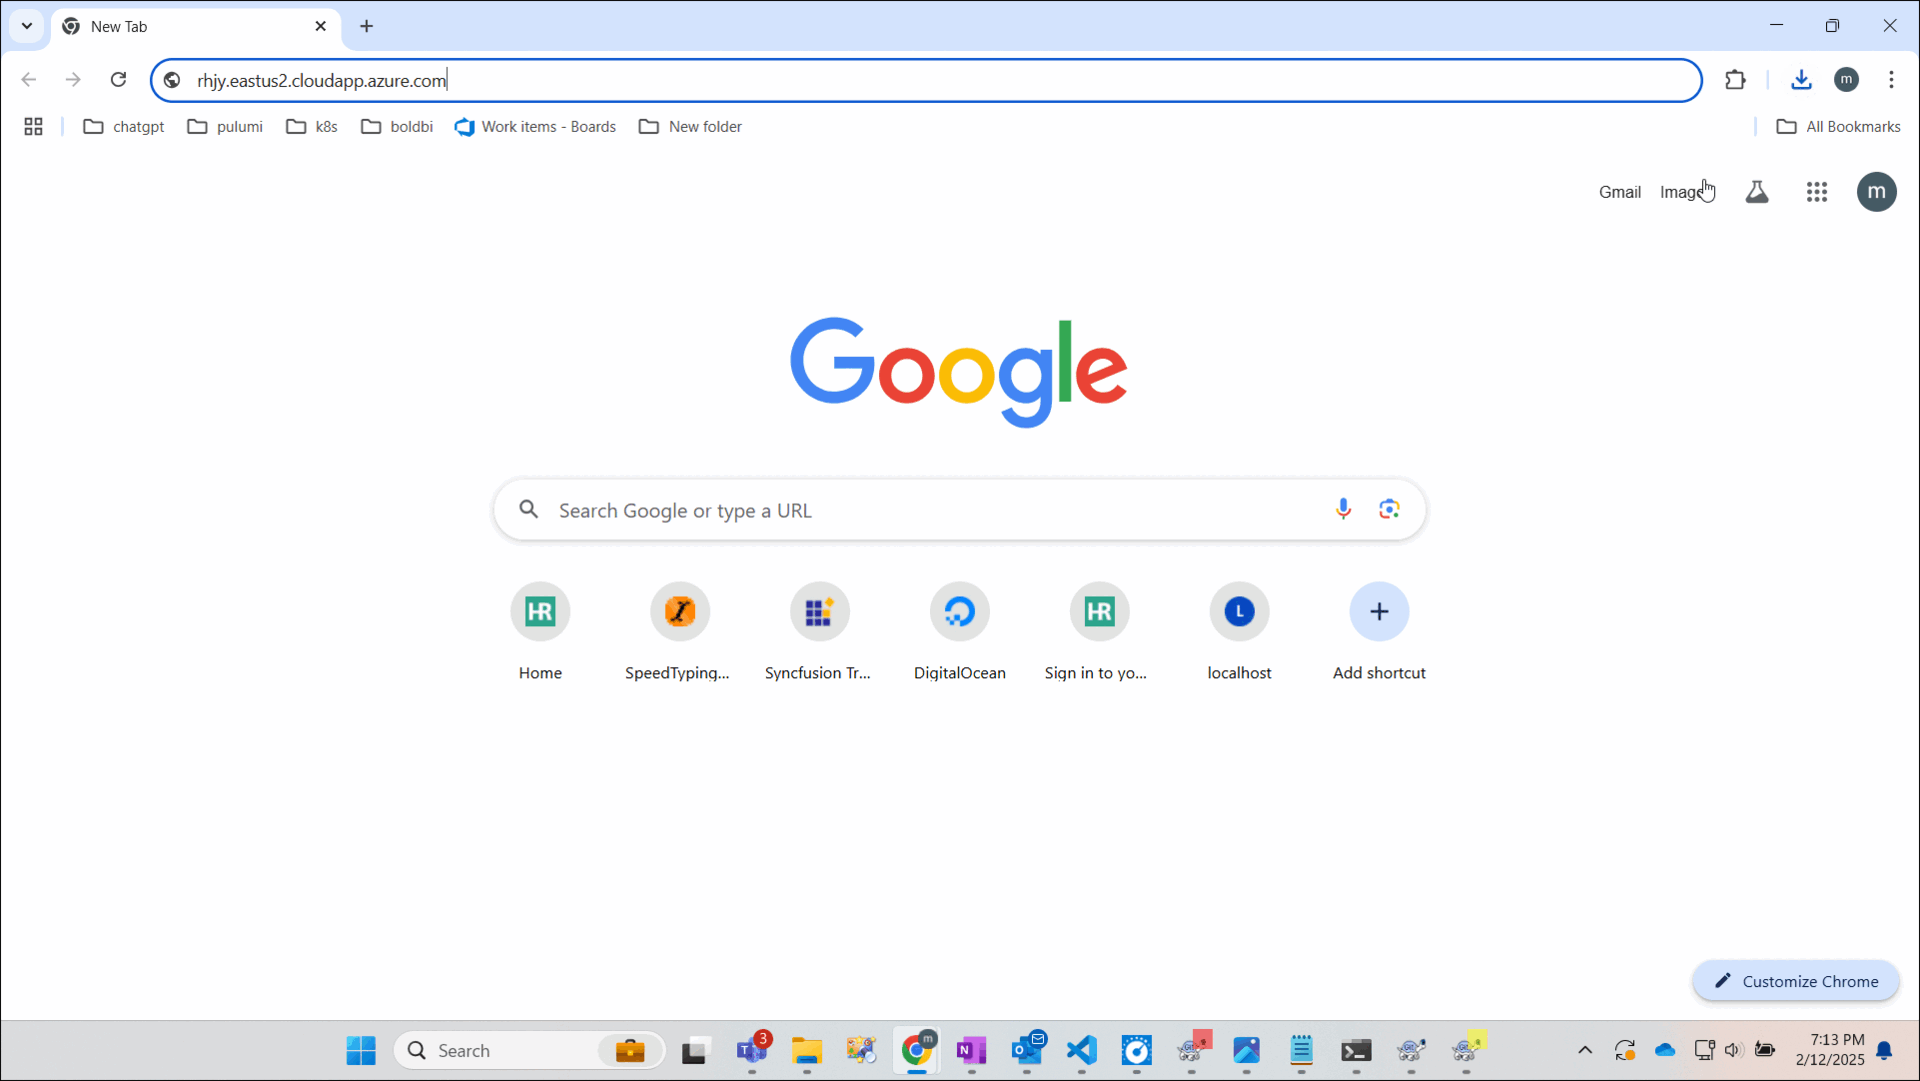 New Tab
rhjy.eastus2.cloudapp.azure.com
chatgpt
pulumi
k8s
boldbi
Work items - Boards
New folder
All Bookmarks
m
Gmail
Images
m
Google
Search Google or type a URL
HR
HR
L
Home
SpeedTyping...
Syncfusion Tr...
DigitalOcean
Sign in to yo...
localhost
Add shortcut
Customize Chrome
Search
3
m
7:13 PM
2/12/2025